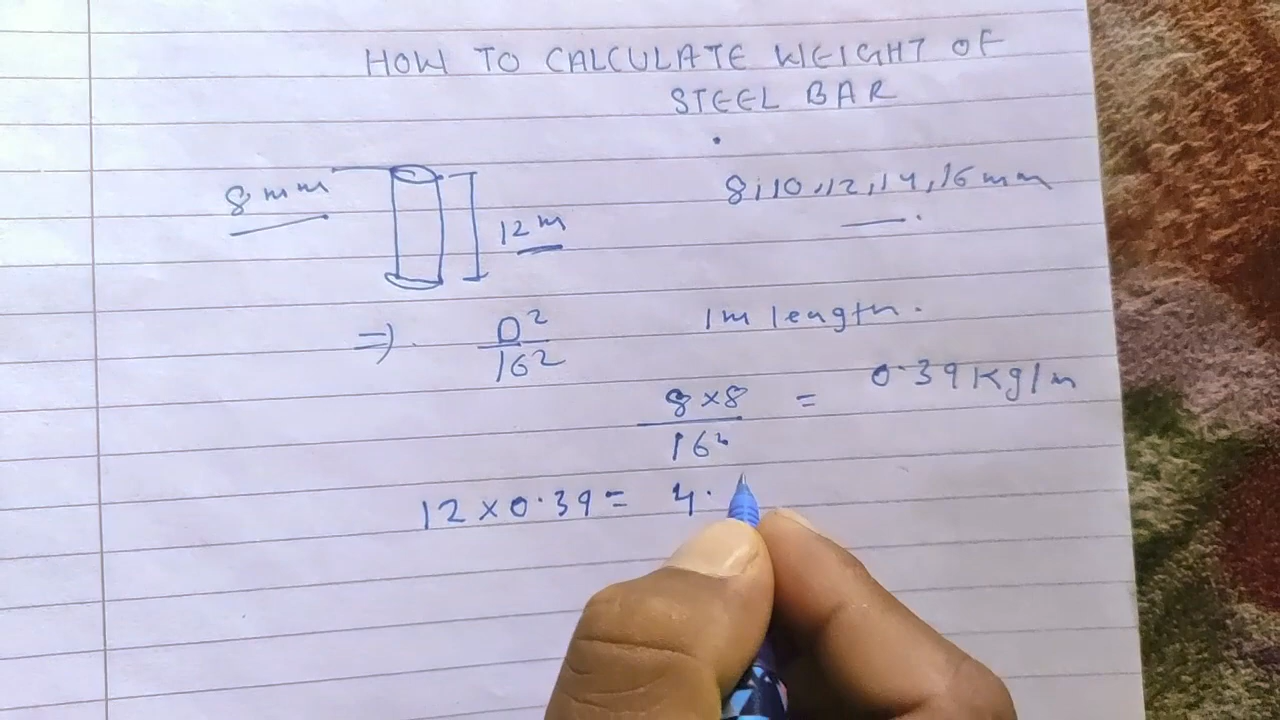 HOW TO CALCULATE WEIGHT OF
STEEL BAR
8mm
12m
8,10,12,14,16mm
=>. D²/16²
1m length.
8×8/16² = 0.39Kg/m
12×0.39= 4.